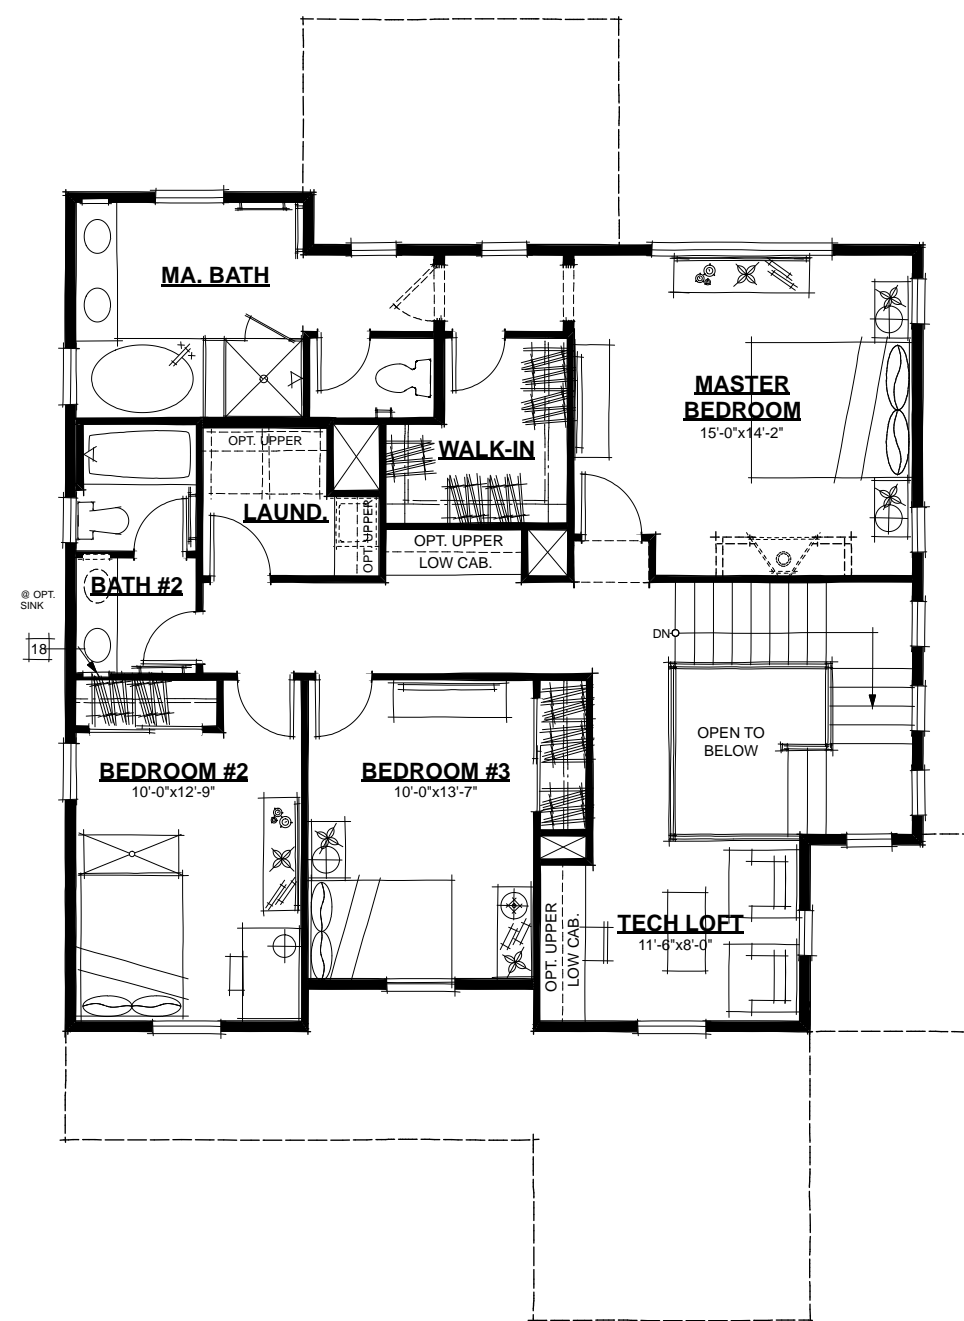 MA. BATH
MASTER
BEDROOM
15'-0"x14'-2"
OPT. UPPER
WALK-IN
LAUND.
OPT. UPPER
OPT. UPPER
LOW CAB.
BATH #2
@ OPT.
SINK
18
DN
OPEN TO
BELOW
BEDROOM #2
10'-0"x12'-9"
BEDROOM #3
10'-0"x13'-7"
OPT. UPPER
LOW CAB.
TECH LOFT
11'-6"x8'-0"